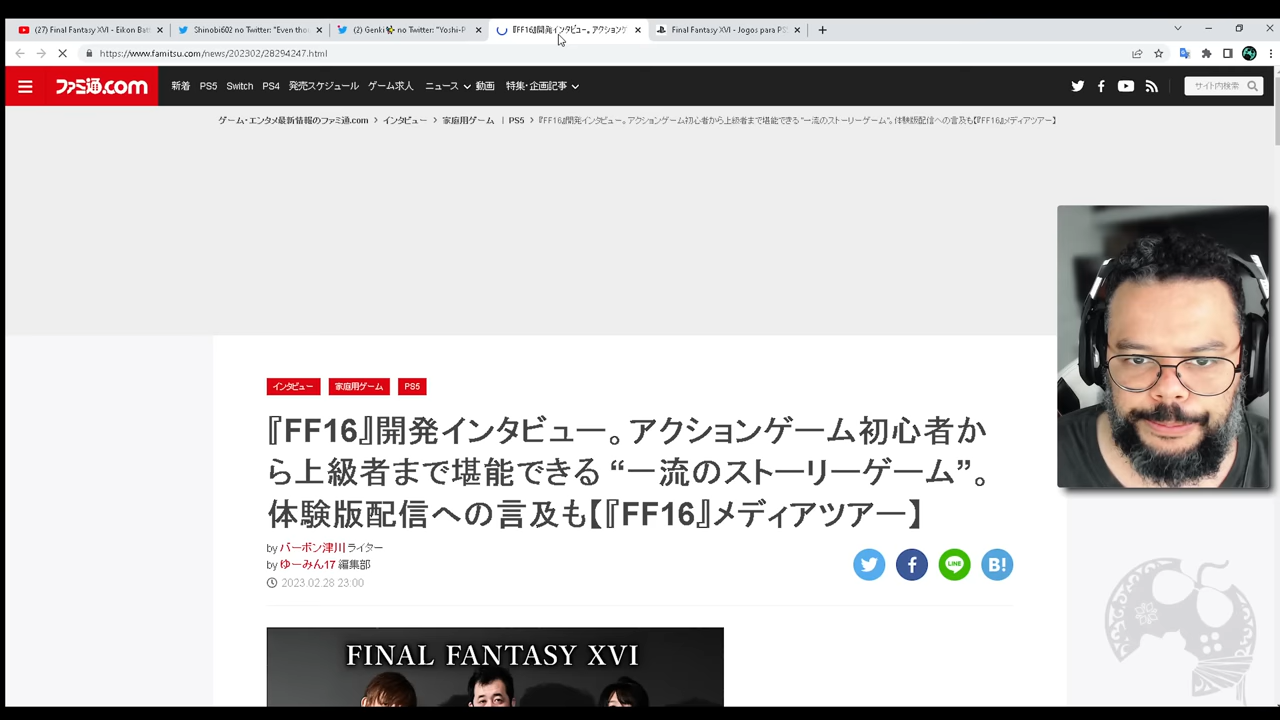 (27) Final Fantasy XVI - Eikon Batt
Shinobi602 no Twitter: "Even tho
(2) Genki no Twitter: "Yoshi-P
『FF16』開発インタビュー。アクションゲ
Final Fantasy XVI - Jogos para PS
https://www.famitsu.com/news/202302/28294247.html
ファミ通.com
新着 PS5 Switch PS4 発売スケジュール ゲーム求人 ニュース 動画 特集・企画記事
サイト内検索
ゲーム・エンタメ最新情報のファミ通.com > インタビュー > 家庭用ゲーム | PS5 > 『FF16』開発インタビュー。アクションゲーム初心者から上級者まで堪能できる“一流のストーリーゲーム”。体験版配信への言及も【『FF16』メディアツアー】
インタビュー 家庭用ゲーム PS5
『FF16』開発インタビュー。アクションゲーム初心者か
ら上級者まで堪能できる “一流のストーリーゲーム”。
体験版配信への言及も【『FF16』メディアツアー】
by バーボン津川 ライター
by ゆーみん17 編集部
2023.02.28 23:00
LINE
B!
FINAL FANTASY XVI